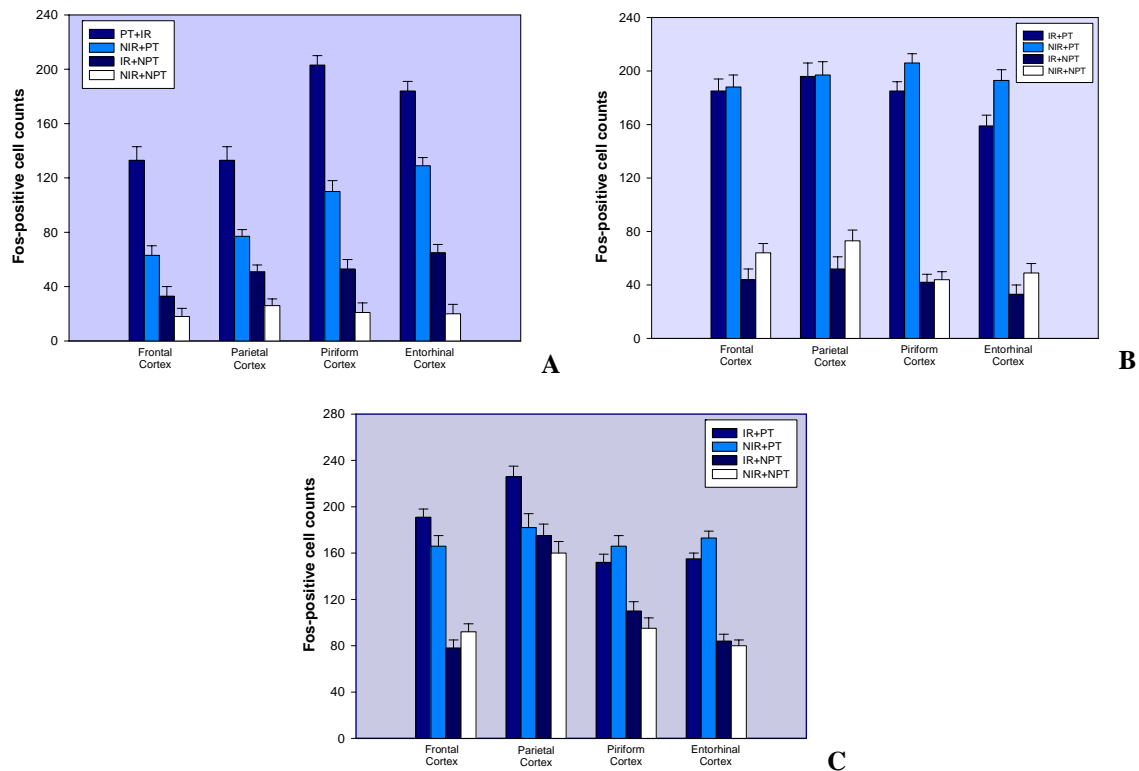 240
200
160
120
80
40
0
Fos-positive cell counts
PT+IR
NIR+PT
IR+NPT
NIR+NPT
Frontal
Cortex
Parietal
Cortex
Piriform
Cortex
Entorhinal
Cortex
A
240
200
160
120
80
40
0
Fos-positive cell counts
IR+PT
NIR+PT
IR+NPT
NIR+NPT
Frontal
Cortex
Parietal
Cortex
Piriform
Cortex
Entorhinal
Cortex
B
280
240
200
160
120
80
40
0
Fos-positive cell counts
IR+PT
NIR+PT
IR+NPT
NIR+NPT
Frontal
Cortex
Parietal
Cortex
Piriform
Cortex
Entorhinal
Cortex
C